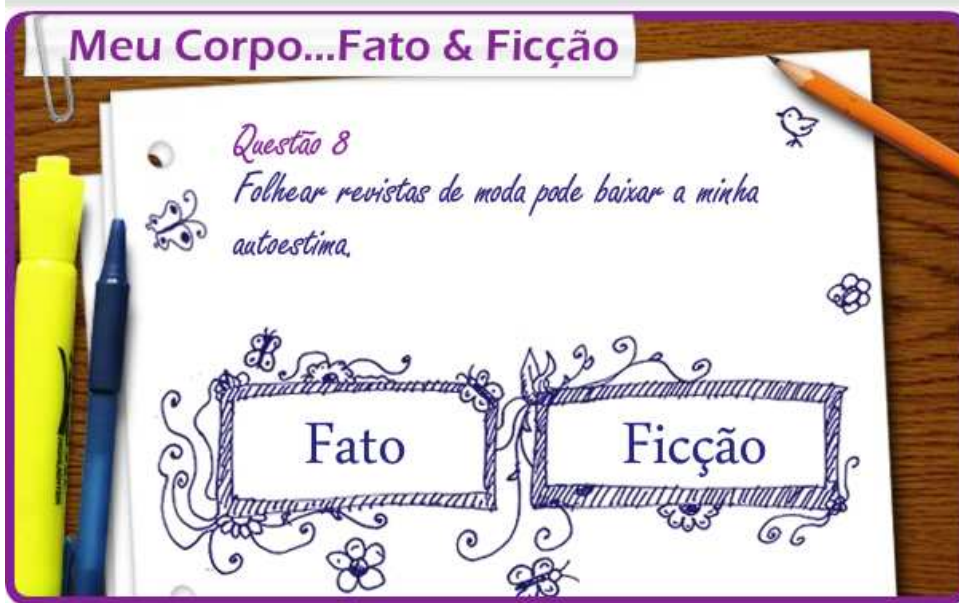 Meu Corpo...Fato & Ficção
Questão 8
Folhear revistas de moda pode baixar a minha
autoestima.
Fato
Ficção